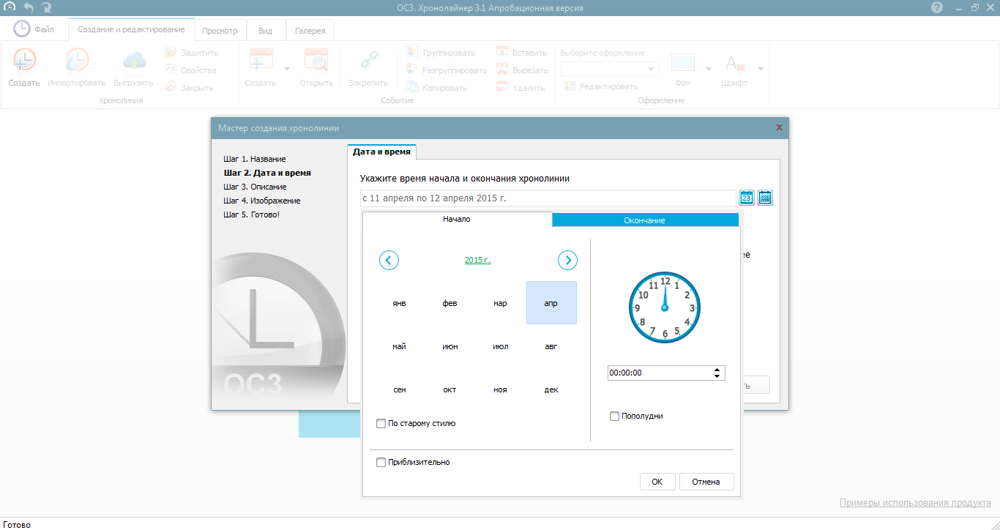 ОС3. Хронолайнер 3.1 Апробационная версия
Файл
Создание и редактирование
Просмотр
Вид
Галерея
Создать
Импортировать
Выгрузить
Защитить
Свойства
Закрыть
Хронолиния
Создать
Открыть
Закрепить
Группировать
Разгруппировать
Копировать
Вставить
Вырезать
Удалить
Событие
Выберите оформление
Редактировать
Фон
Шрифт
Оформление
Мастер создания хронолинии
Шаг 1. Название
Шаг 2. Дата и время
Шаг 3. Описание
Шаг 4. Изображение
Шаг 5. Готово!
ОС3
Дата и время
Укажите время начала и окончания хронолинии
с 11 апреля по 12 апреля 2015 г.
23
Начало
Окончание
2015 г.
янв фев мар апр
май июн июл авг
сен окт ноя дек
По старому стилю
12 1 2 3 4 5 6 7 8 9 10 11
00:00:00
Пополудни
Приблизительно
OK
Отмена
Примеры использования продукта
Готово